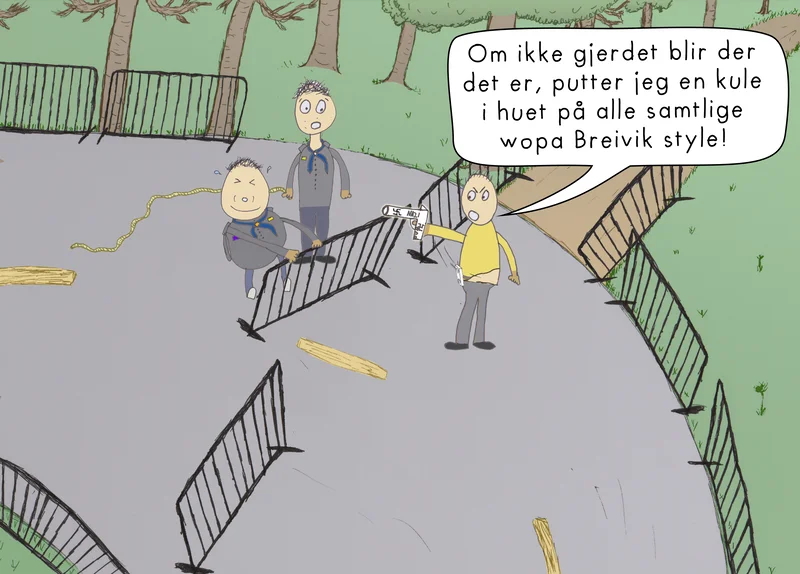 Om ikke gjerdet blir der
det er, putter jeg en kule
i huet på alle samtlige
wopa Breivik style!